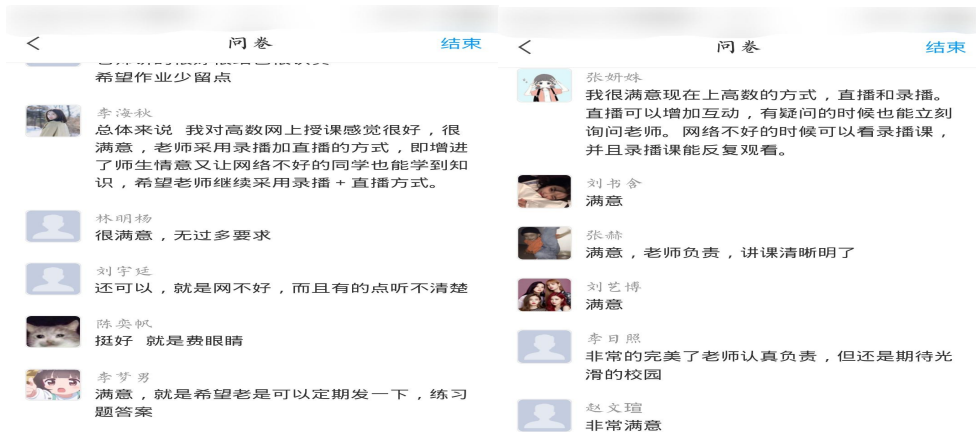 问卷
结束
希望作业少留点
李海秋
总体来说 我对高数网上授课感觉很好，很
满意，老师采用录播加直播的方式，即增进
了师生情意又让网络不好的同学也能学到知
识，希望老师继续采用录播+直播方式。
林明杨
很满意，无过多要求
刘宇廷
还可以，就是网不好，而且有的点听不清楚
陈奕帆
挺好 就是费眼睛
李梦男
满意，就是希望老是可以定期发一下，练习
题答案
问卷
结束
张妍姝
我很满意现在上高数的方式，直播和录播。
直播可以增加互动，有疑问的时候也能立刻
询问老师。网络不好的时候可以看录播课，
并且录播课能反复观看。
刘书含
满意
张赫
满意，老师负责，讲课清晰明了
刘艺博
满意
李日照
非常的完美了老师认真负责，但还是期待光
滑的校园
赵文瑄
非常满意